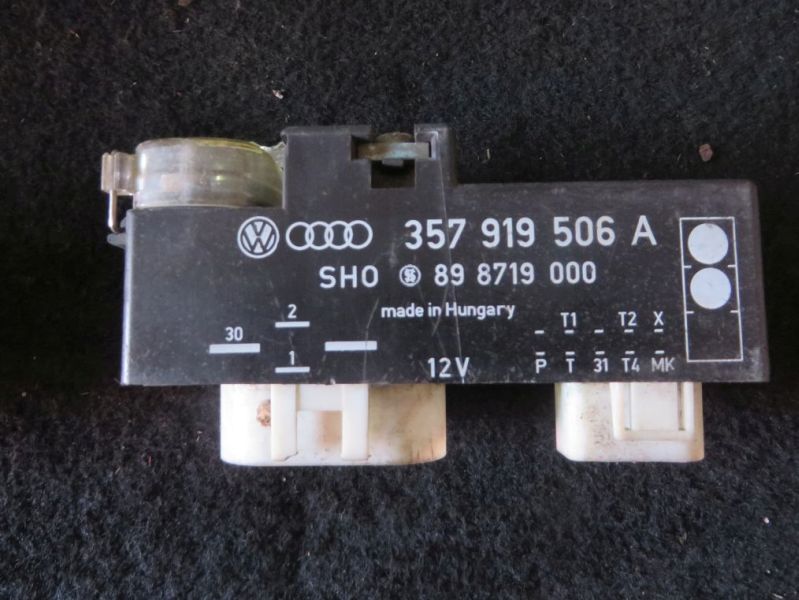 357 919 506 A
SHO 89 8719 000
made in Hungary
2
30
1
12V
T1 T2 X
P T 31 T4 MK